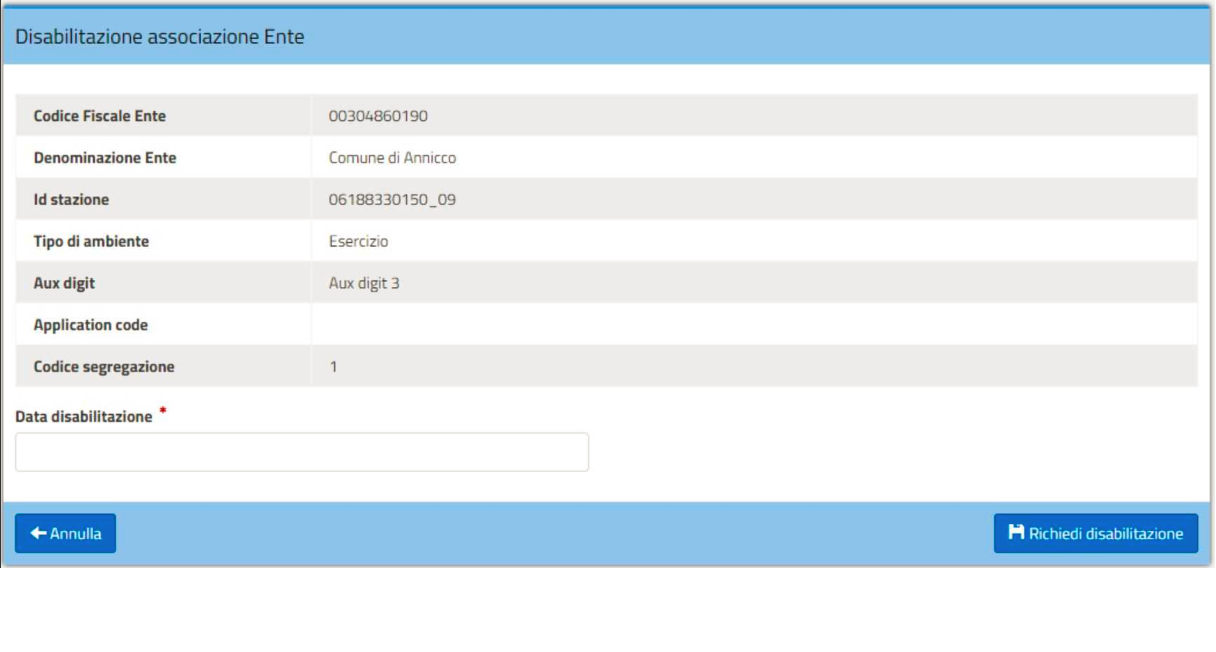 Disabilitazione associazione Ente
Codice Fiscale Ente 00304860190
Denominazione Ente Comune di Annicco
Id stazione 06188330150_09
Tipo di ambiente Esercizio
Aux digit Aux digit 3
Application code
Codice segregazione 1
Data disabilitazione *
Annulla Richiedi disabilitazione